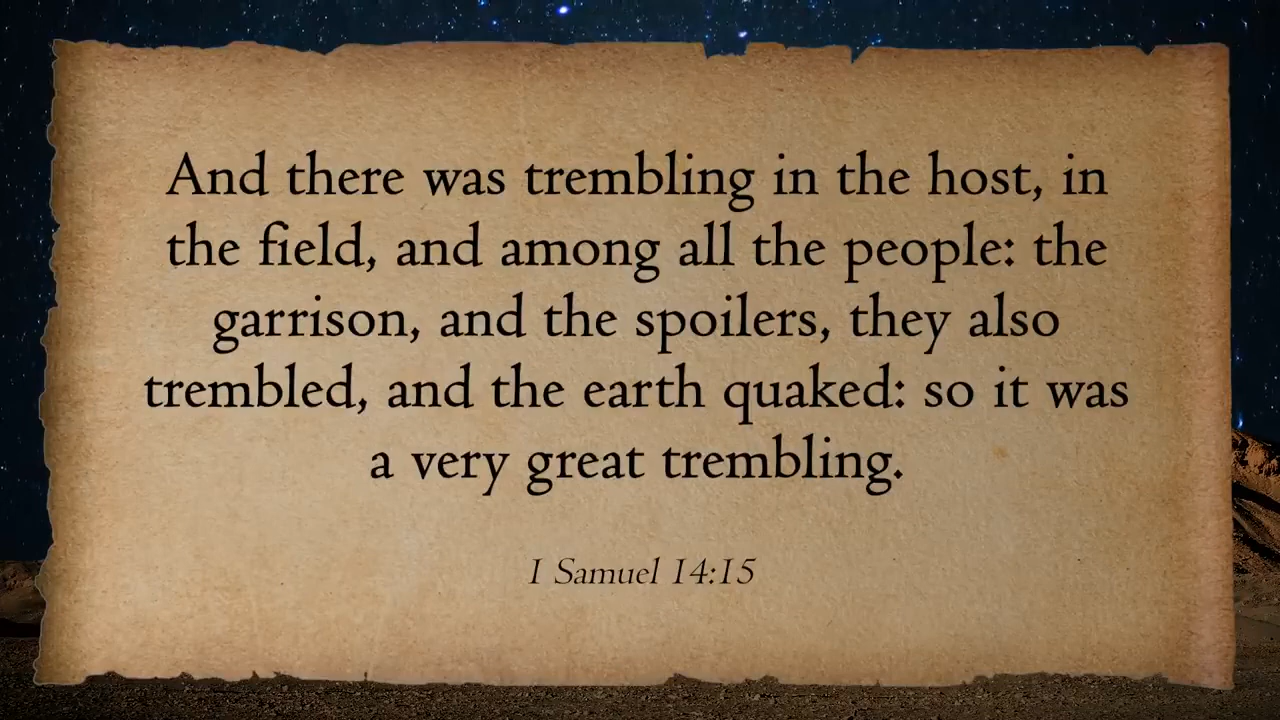 And there was trembling in the host, in
the field, and among all the people: the
garrison, and the spoilers, they also
trembled, and the earth quaked: so it was
a very great trembling.
1 Samuel 14:15